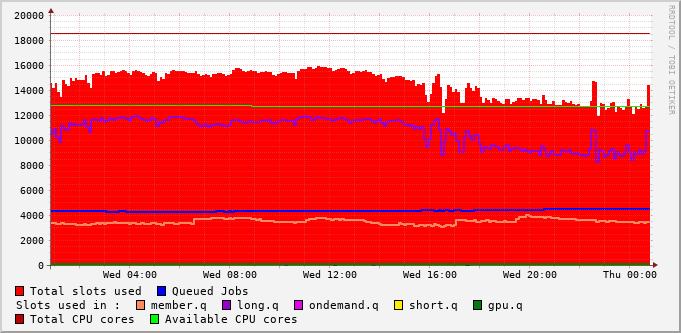 RRDTOOL / TOBI OETIKER
20000
18000
16000
14000
12000
10000
8000
6000
4000
2000
0
Wed 04:00 Wed 08:00 Wed 12:00 Wed 16:00 Wed 20:00 Thu 00:00
Total slots used Queued Jobs
Slots used in : member.q long.q ondemand.q short.q gpu.q
Total CPU cores Available CPU cores